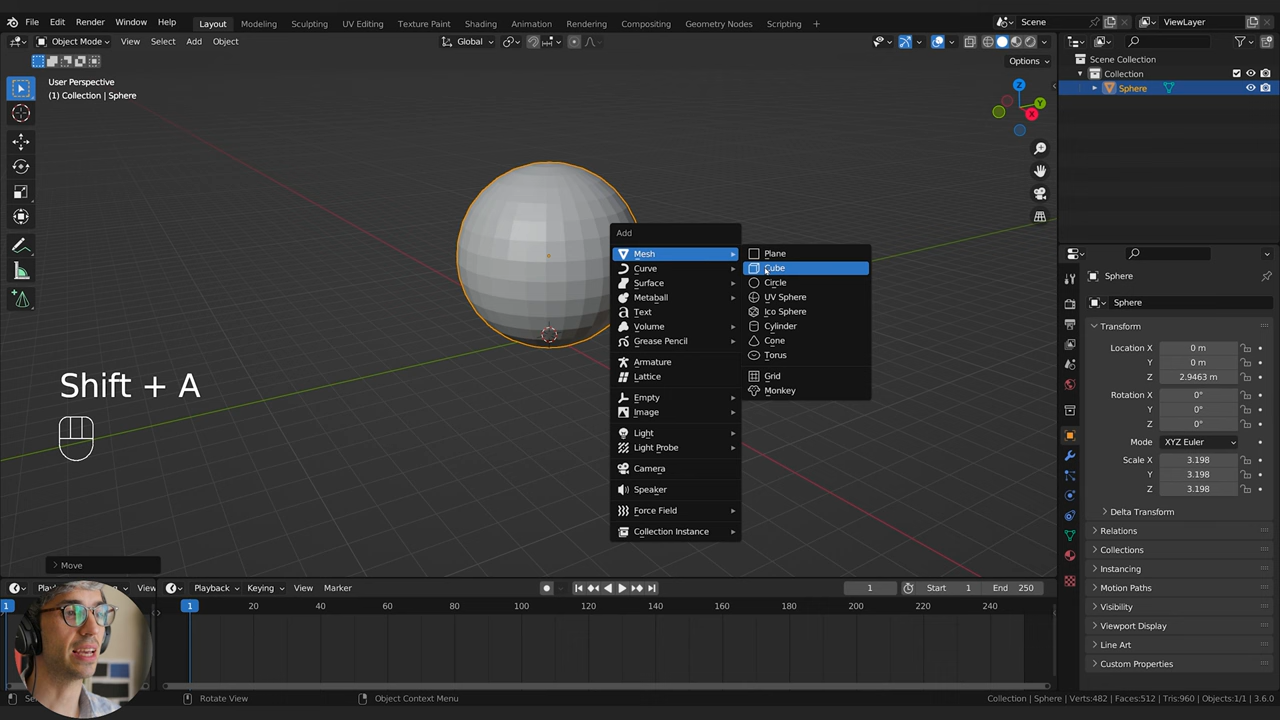 File Edit Render Window Help Layout Modeling Sculpting UV Editing Texture Paint Shading Animation Rendering Compositing Geometry Nodes Scripting + Scene ViewLayer
Object Mode View Select Add Object Global
Options
User Perspective
(1) Collection | Sphere
Z
Y
X
Scene Collection
Collection
Sphere
Add
Mesh
Curve
Surface
Metaball
Text
Volume
Grease Pencil
Armature
Lattice
Empty
Image
Light
Light Probe
Camera
Speaker
Force Field
Collection Instance
Plane
Cube
Circle
UV Sphere
Ico Sphere
Cylinder
Cone
Torus
Grid
Monkey
Shift + A
Move
Sphere
Sphere
Transform
Location X 0 m
Y 0 m
Z 2.9463 m
Rotation X 0°
Y 0°
Z 0°
Mode XYZ Euler
Scale X 3.198
Y 3.198
Z 3.198
Delta Transform
Relations
Collections
Instancing
Motion Paths
Visibility
Viewport Display
Line Art
Custom Properties
View Playback Keying View Marker 1 Start 1 End 250
1 1 20 40 60 80 100 120 140 160 180 200 220 240
Rotate View Object Context Menu Collection | Sphere | Verts:482 | Faces:512 | Tris:960 | Objects:1/1 | 3.6.0